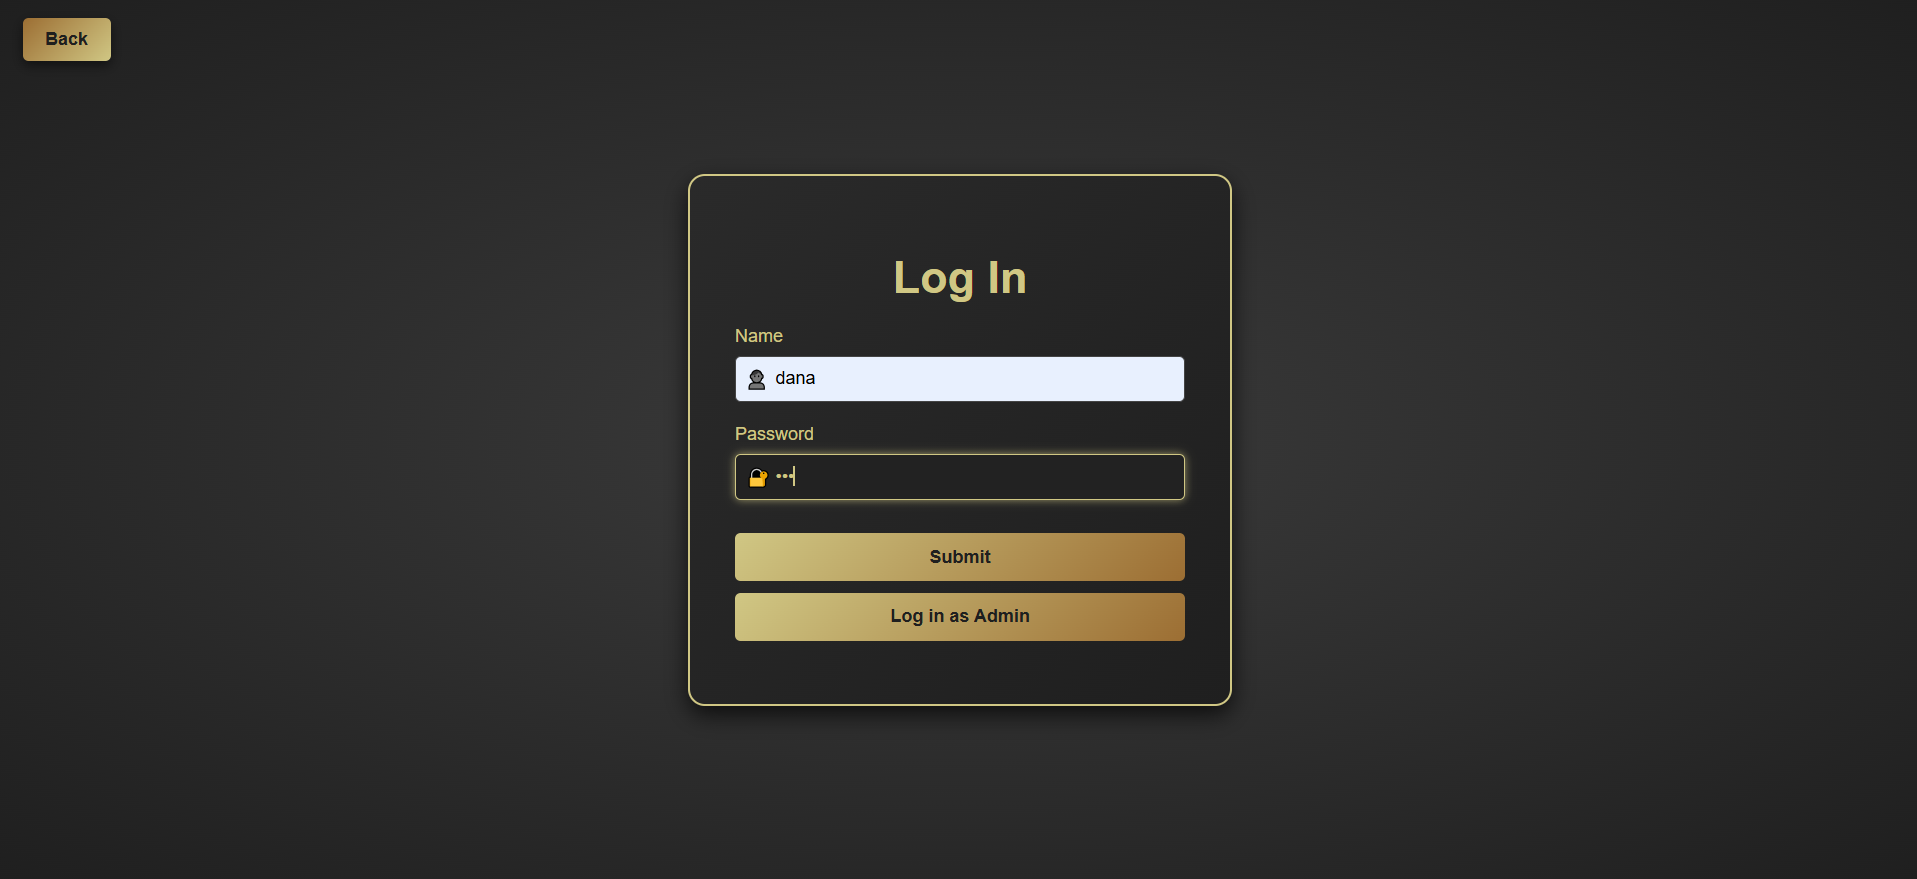 Back
Log In
Name
dana
Password
•••
Submit
Log in as Admin